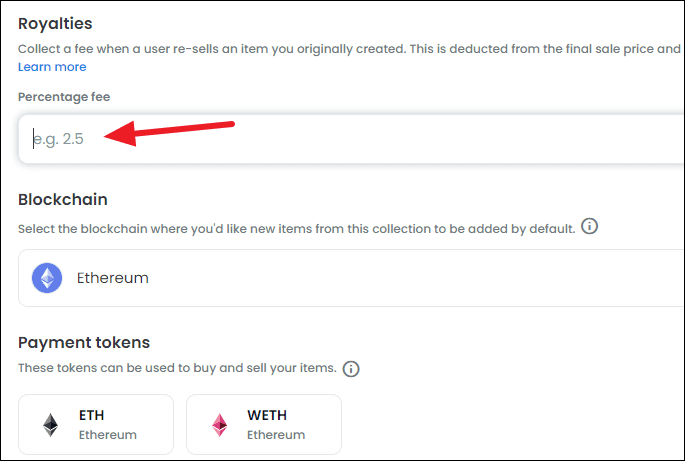 Royalties
Collect a fee when a user re-sells an item you originally created. This is deducted from the final sale price and
Learn more
Percentage fee
e.g. 2.5
Blockchain
Select the blockchain where you'd like new items from this collection to be added by default.
Ethereum
Payment tokens
These tokens can be used to buy and sell your items.
ETH
Ethereum
WETH
Ethereum